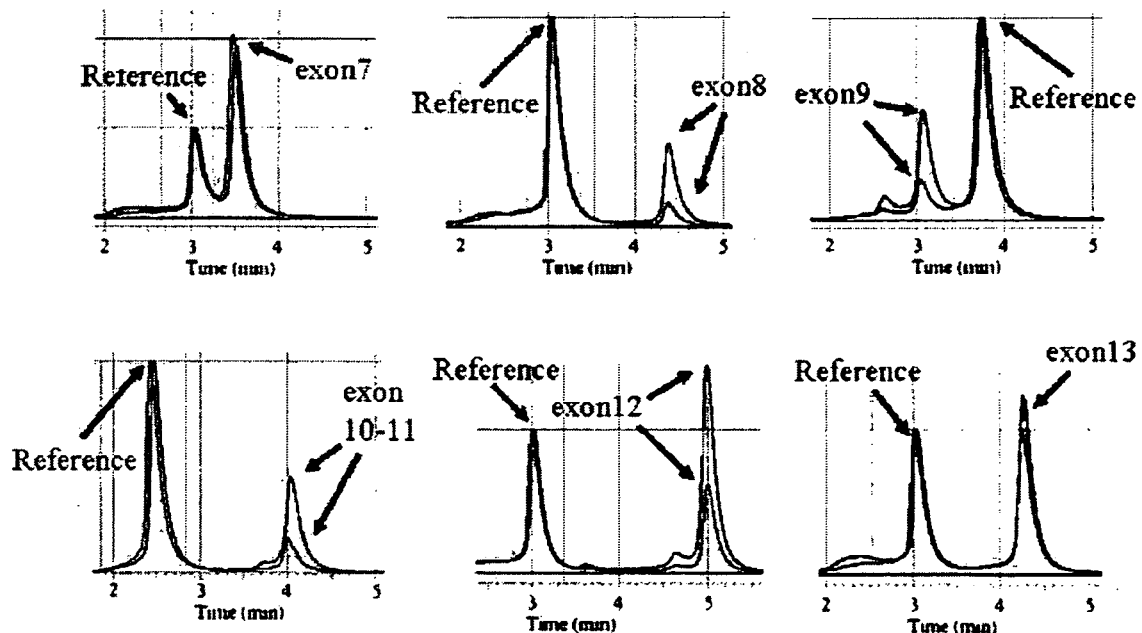 Reference
exon7
2 3 4 5
Time (min)
Reference
exon8
2 3 4 5
Time (min)
exon9
Reference
2 3 4 5
Time (min)
Reference
exon
10-11
2 3 4 5
Time (min)
Reference
exon12
3 4 5
Time (min)
Reference
exon13
2 3 4 5
Time (min)